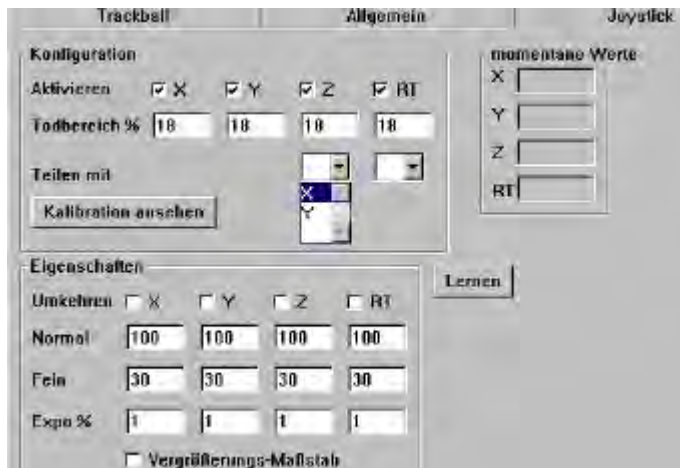 Trackball Allgemein Joystick
Konfiguration
Aktivieren X Y Z RT
Todbereich % 18 18 18 18
Teilen mit
X
Y
Kalibration ansehen
momentane Werte
X
Y
Z
RT
Eigenschaften
Umkehren X Y Z RT
Normal 100 100 100 100
Fein 30 30 30 30
Expo % 1 1 1 1
Vergrößerungs-Maßstab
Lernen